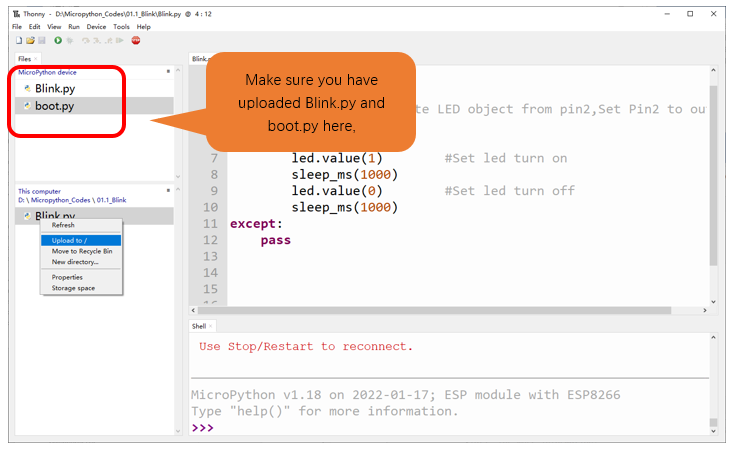 Thonny - D:\Micropython_Codes\01.1_Blink\Blink.py @ 4 : 12
File Edit View Run Device Tools Help
Files ×
MicroPython device
Blink.py
boot.py
This computer
D: \ Micropython_Codes \ 01.1_Blink
Blink.py
Refresh
Upload to /
Move to Recycle Bin
New directory...
Properties
Storage space
Make sure you have
uploaded Blink.py and
boot.py here,
Blink.
LED object from pin2,Set Pin2 to
7 led.value(1) #Set led turn on
8 sleep_ms(1000)
9 led.value(0) #Set led turn off
10 sleep_ms(1000)
11 except:
12 pass
13
14
15
16
Shell ×
Use Stop/Restart to reconnect.
MicroPython v1.18 on 2022-01-17; ESP module with ESP8266
Type "help()" for more information.
>>>